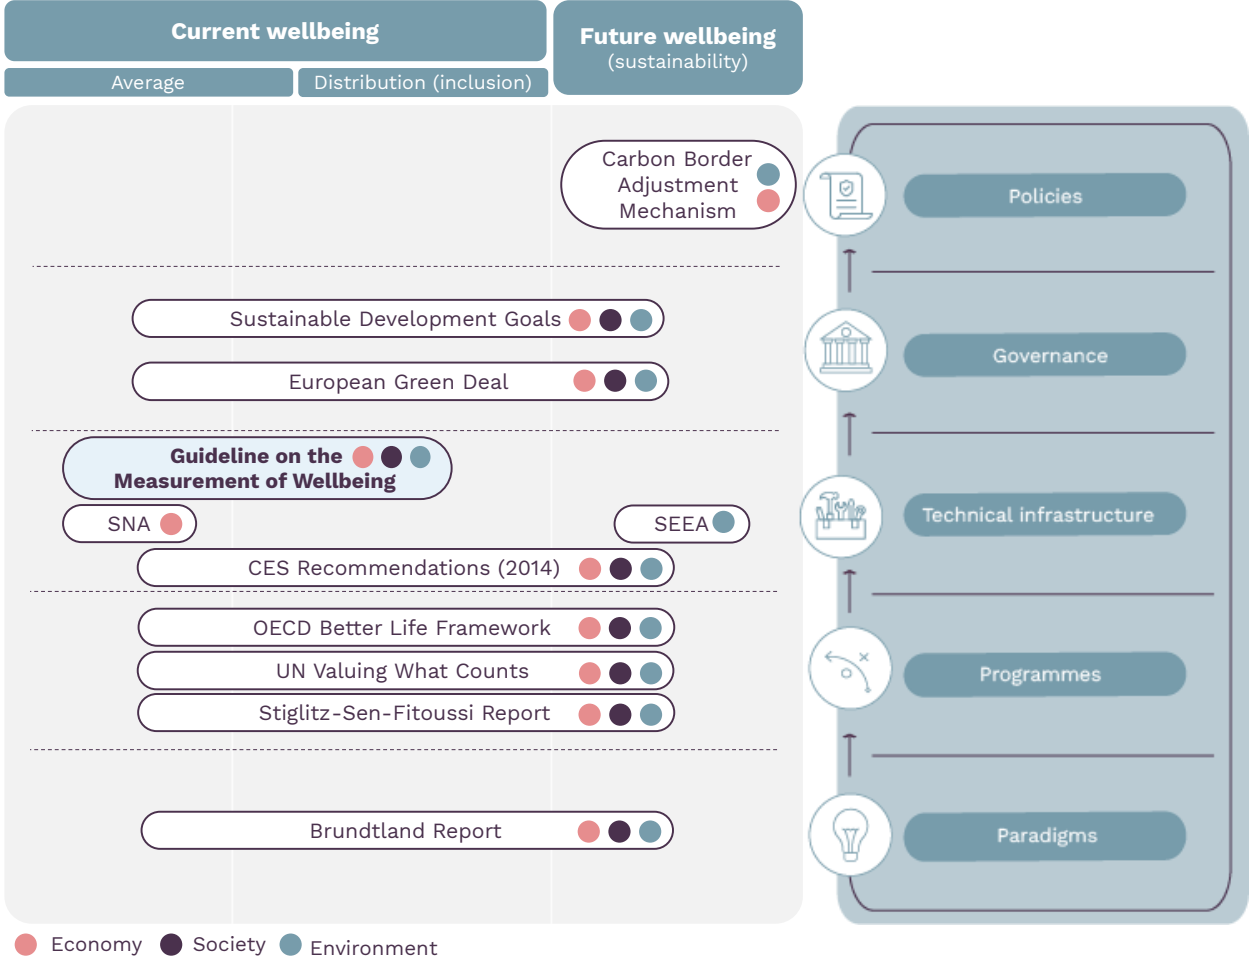 Current wellbeing
Future wellbeing
(sustainability)
Average
Distribution (inclusion)
Carbon Border
Adjustment
Mechanism
Policies
Sustainable Development Goals
European Green Deal
Governance
Guideline on the
Measurement of Wellbeing
SNA
SEEA
CES Recommendations (2014)
Technical infrastructure
OECD Better Life Framework
UN Valuing What Counts
Stiglitz-Sen-Fitoussi Report
Programmes
Brundtland Report
Paradigms
Economy
Society
Environment